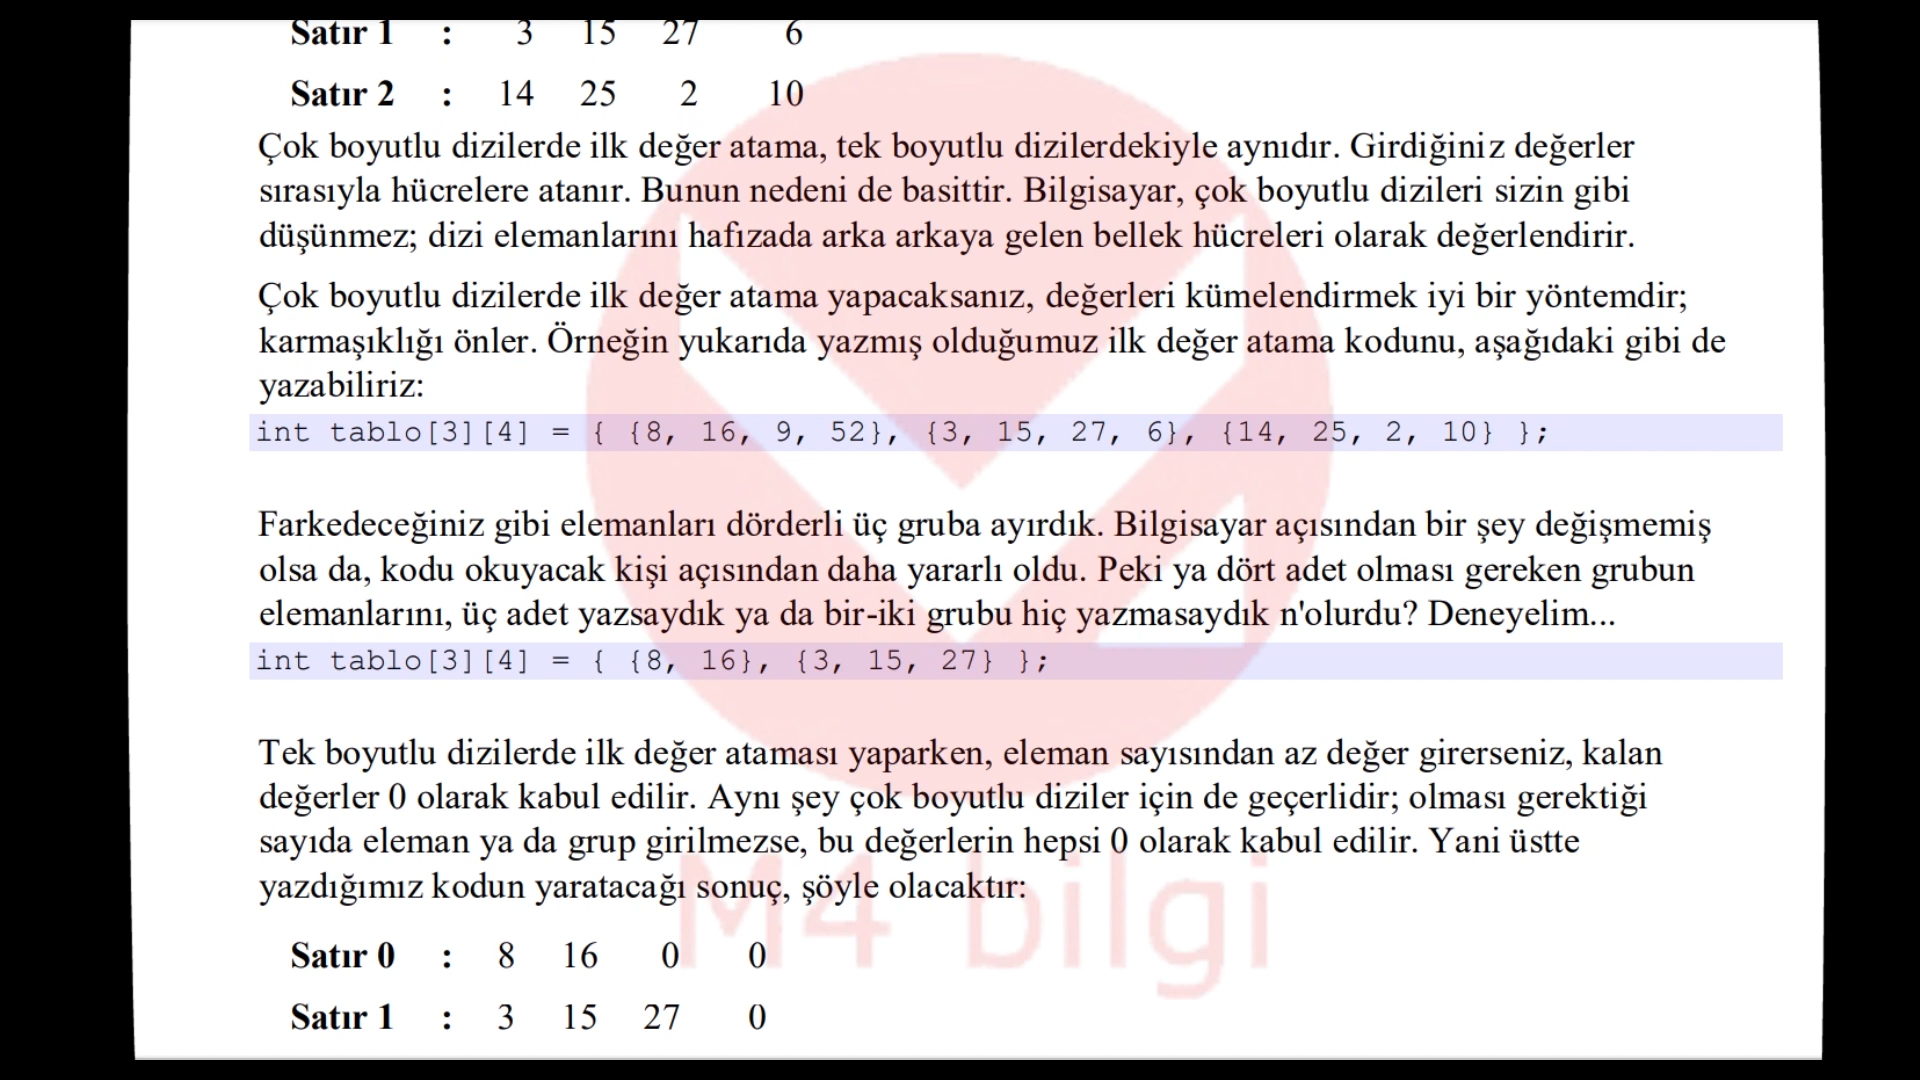 Satır 1 : 3 15 27 6
Satır 2 : 14 25 2 10
Çok boyutlu dizilerde ilk değer atama, tek boyutlu dizilerdekiyle aynıdır. Girdiğiniz değerler
sırasıyla hücrelere atanır. Bunun nedeni de basittir. Bilgisayar, çok boyutlu dizileri sizin gibi
düşünmez; dizi elemanlarını hafızada arka arkaya gelen bellek hücreleri olarak değerlendirir.
Çok boyutlu dizilerde ilk değer atama yapacaksanız, değerleri kümelendirmek iyi bir yöntemdir;
karmaşıklığı önler. Örneğin yukarıda yazmış olduğumuz ilk değer atama kodunu, aşağıdaki gibi de
yazabiliriz:
int tablo[3][4] = { {8, 16, 9, 52}, {3, 15, 27, 6}, {14, 25, 2, 10} };
Farkedeceğiniz gibi elemanları dörderli üç gruba ayırdık. Bilgisayar açısından bir şey değişmemiş
olsa da, kodu okuyacak kişi açısından daha yararlı oldu. Peki ya dört adet olması gereken grubun
elemanlarını, üç adet yazsaydık ya da bir-iki grubu hiç yazmasaydık n'olurdu? Deneyelim...
int tablo[3][4] = { {8, 16}, {3, 15, 27} };
Tek boyutlu dizilerde ilk değer ataması yaparken, eleman sayısından az değer girerseniz, kalan
değerler 0 olarak kabul edilir. Aynı şey çok boyutlu diziler için de geçerlidir; olması gerektiği
sayıda eleman ya da grup girilmezse, bu değerlerin hepsi 0 olarak kabul edilir. Yani üstte
yazdığımız kodun yaratacağı sonuç, şöyle olacaktır:
M4 bilgi
Satır 0 : 8 16 0 0
Satır 1 : 3 15 27 0